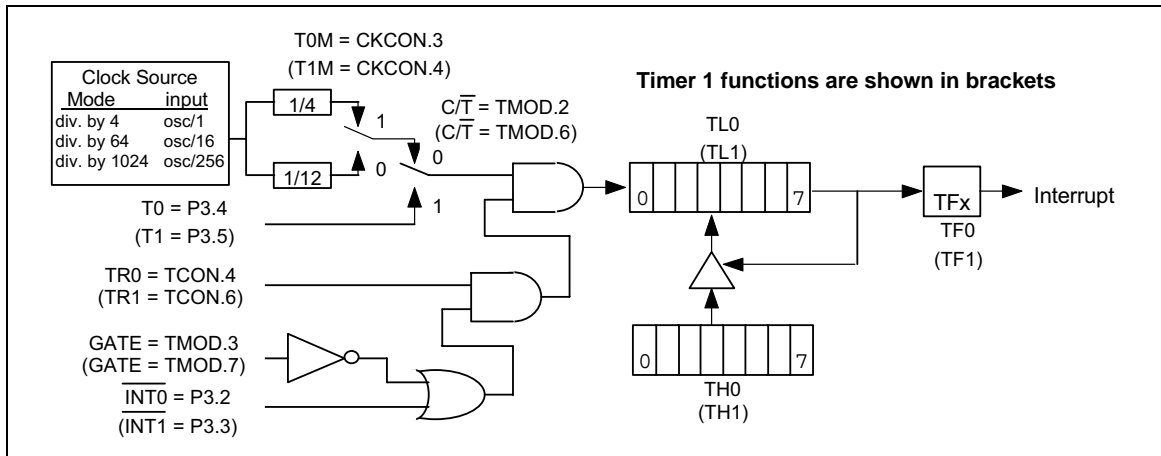 T0M = CKCON.3
(T1M = CKCON.4)
Timer 1 functions are shown in brackets
Clock Source
Mode input
div. by 4 osc/1
div. by 64 osc/16
div. by 1024 osc/256
1/4
1/12
1
0
C/T̅ = TMOD.2
(C/T̅ = TMOD.6)
0
1
T0 = P3.4
(T1 = P3.5)
TL0
(TL1)
0 7
TFx
Interrupt
TF0
(TF1)
TR0 = TCON.4
(TR1 = TCON.6)
GATE = TMOD.3
(GATE = TMOD.7)
I̅N̅T̅0̅ = P3.2
(I̅N̅T̅1̅ = P3.3)
0 7
TH0
(TH1)